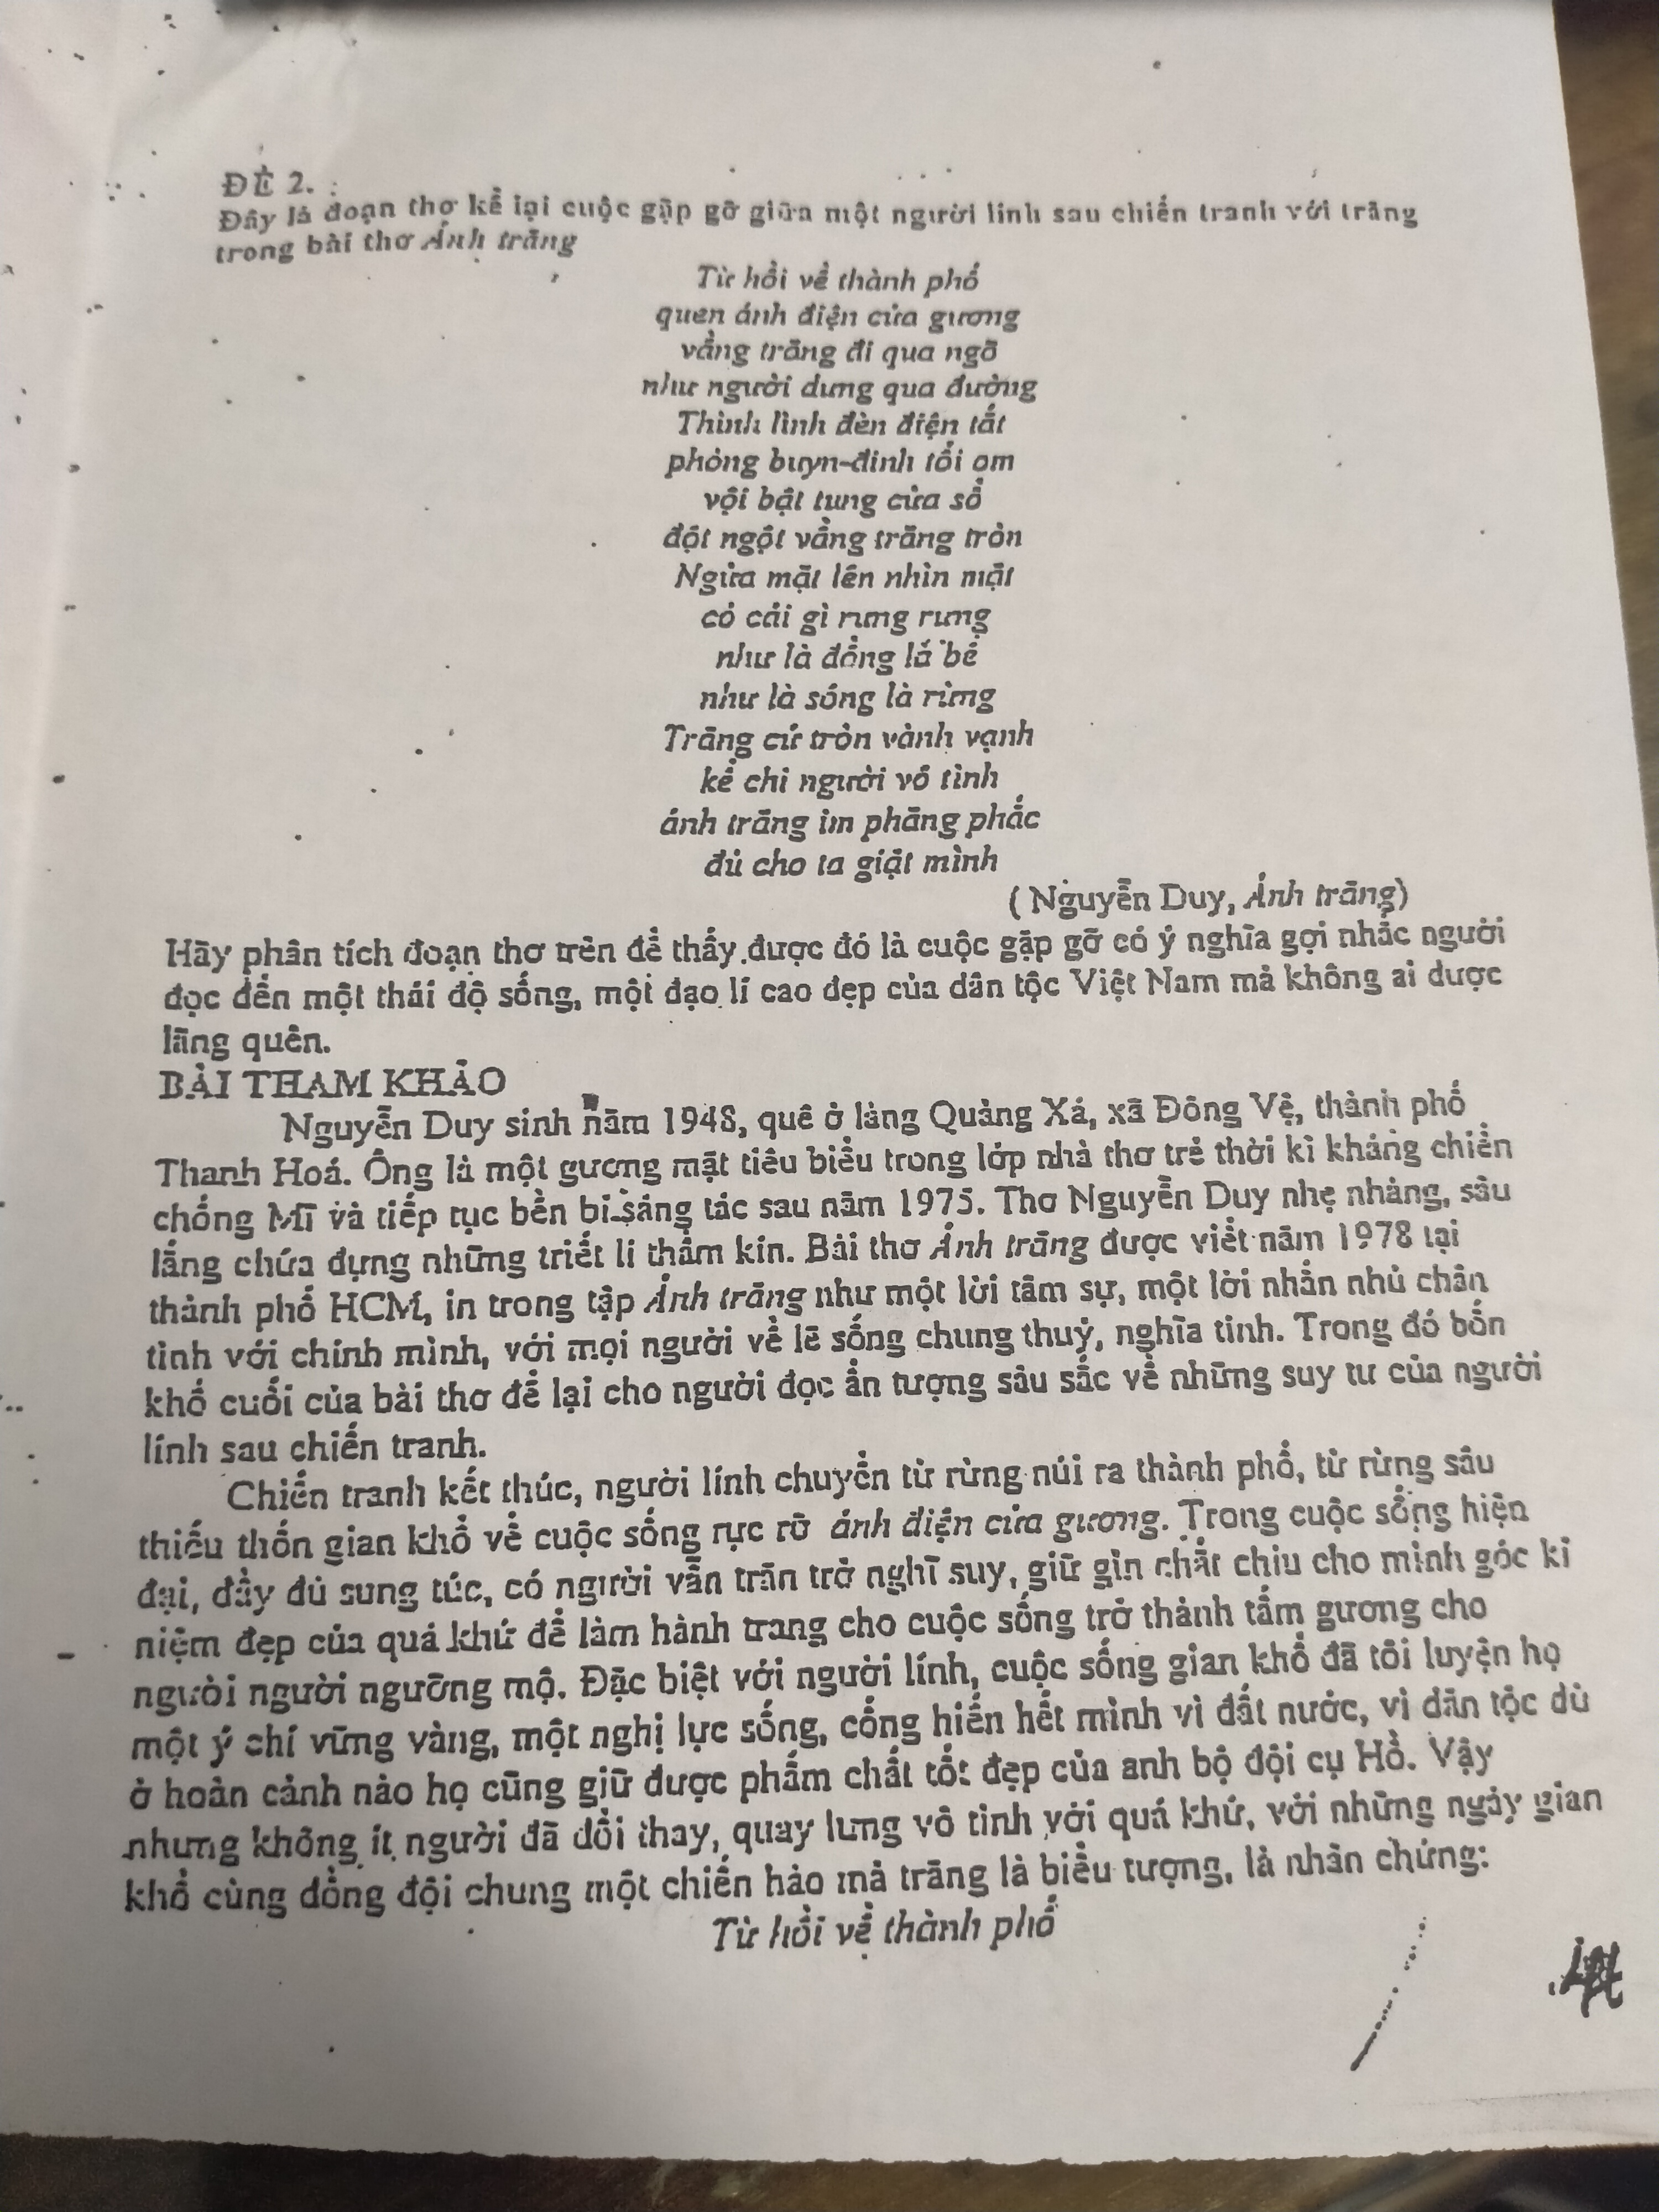 ĐỀ 2.
Đây là đoạn thơ kể lại cuộc gặp gỡ giữa một người lính sau chiến tranh với trăng
trong bài thơ Ánh trăng
Từ hồi về thành phố
quen ánh điện cửa gương
vầng trăng đi qua ngõ
như người dưng qua đường
Thình lình đèn điện tắt
phòng buyn-đinh tối om
vội bật tung cửa sổ
đột ngột vầng trăng tròn
Ngửa mặt lên nhìn mặt
có cái gì rưng rưng
như là đồng là bể
như là sông là rừng
Trăng cứ tròn vành vạnh
kể chi người vô tình
ánh trăng im phăng phắc
đủ cho ta giật mình
( Nguyễn Duy, Ánh trăng)
Hãy phân tích đoạn thơ trên để thấy được đó là cuộc gặp gỡ có ý nghĩa gợi nhắc người
đọc đến một thái độ sống, một đạo lí cao đẹp của dân tộc Việt Nam mà không ai được
lãng quên.
BÀI THAM KHẢO
Nguyễn Duy sinh năm 1948, quê ở làng Quảng Xá, xã Đông Vệ, thành phố
Thanh Hoá. Ông là một gương mặt tiêu biểu trong lớp nhà thơ trẻ thời kì kháng chiến
chống Mĩ và tiếp tục bền bỉ sáng tác sau năm 1975. Thơ Nguyễn Duy nhẹ nhàng, sâu
lắng chứa đựng những triết lí thầm kín. Bài thơ Ánh trăng được viết năm 1978 tại
thành phố HCM, in trong tập Ánh trăng như một lời tâm sự, một lời nhắn nhủ chân
tình với chính mình, với mọi người về lẽ sống chung thuỷ, nghĩa tình. Trong đó bốn
khổ cuối của bài thơ để lại cho người đọc ấn tượng sâu sắc về những suy tư của người
lính sau chiến tranh.
Chiến tranh kết thúc, người lính chuyển từ rừng núi ra thành phố, từ rừng sâu
thiếu thốn gian khổ về cuộc sống rực rỡ ánh điện cửa gương. Trong cuộc sống hiện
đại, đầy đủ sung túc, có người vẫn trăn trở nghĩ suy, giữ gìn chắt chiu cho mình góc kỉ
niệm đẹp của quá khứ để làm hành trang cho cuộc sống trở thành tấm gương cho
người người ngưỡng mộ. Đặc biệt với người lính, cuộc sống gian khổ đã tôi luyện họ
một ý chí vững vàng, một nghị lực sống, cống hiến hết mình vì đất nước, vì dân tộc dù
ở hoàn cảnh nào họ cũng giữ được phẩm chất tốt đẹp của anh bộ đội cụ Hồ. Vậy
nhưng không ít người đã đổi thay, quay lưng vô tình với quá khứ, với những ngày gian
khổ cùng đồng đội chung một chiến hào mà trăng là biểu tượng, là nhân chứng:
Từ hồi về thành phố